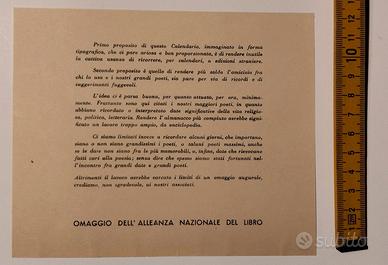 Primo proposito di questo Calendario, immaginato in forma
tipografica, che ci pare ariosa e ben proporzionata, è di rendere inutile
la cattiva usanza di ricorrere, per calendari, a edizioni straniere.
Secondo proposito è quello di rendere più salda l'amicizia fra
chi lo usa e i nostri grandi poeti, sia pure per via di ricordi e di
suggerimenti fuggevoli.
L'idea ci è parsa buona, per quanto attuata, per ora, minima-
mente. Frattanto sono qui citati i nostri maggiori poeti, in quanto
abbiano ricordato o interpretato date significative della vita religio-
sa, politica, letteraria. Rendere l'almanacco più compiuto avrebbe signi-
ficato un lavoro troppo ampio, da enciclopedia.
Ci siamo limitati invece a ricordare alcuni giorni, che importano,
siano o non siano grandissimi i poeti, o taluni poeti massimi, anche
se le date non siano fra le più memorabili, e, infine, date che ricevono
fasti cari alla poesia; senza dire che spesso siamo stati fortunati nel-
l'incontro fra grandi date e grandi poeti.
Altrimenti il lavoro avrebbe varcato i limiti di un omaggio augurale,
crediamo, non sgradevole, ai nostri associati.
OMAGGIO DELL'ALLEANZA NAZIONALE DEL LIBRO
subito
10